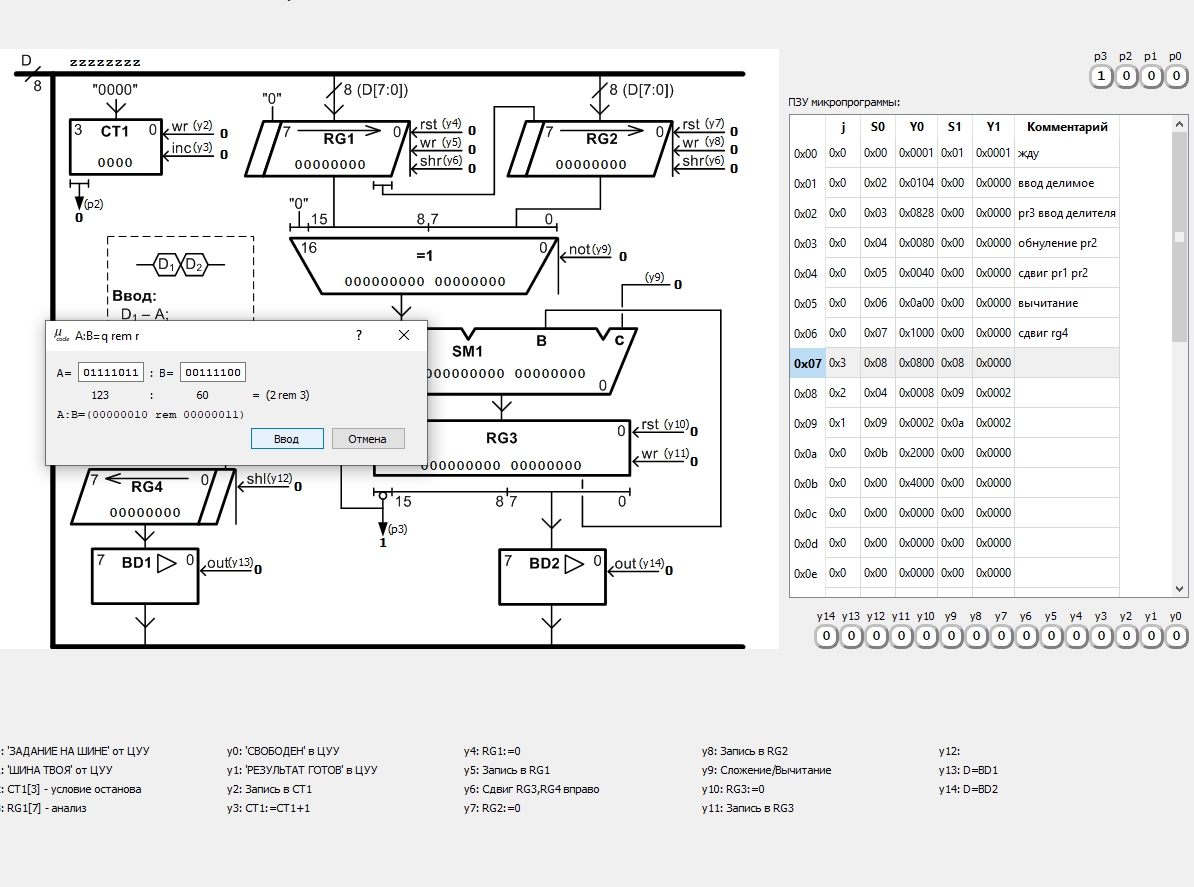 D
8
zzzzzzzz
"0000"
3 CT1 0
0000
wr (y2) 0
inc(y3) 0
(p2)
0
"0"
8 (D[7:0])
7 0
RG1
00000000
rst (y4) 0
wr (y5) 0
shr(y6) 0
8 (D[7:0])
7 0
RG2
00000000
rst (y7) 0
wr (y8) 0
shr(y6) 0
"0"
15 8,7 0
16 =1 0
000000000 00000000
not(y9) 0
(y9) 0
D1 D2
Ввод:
D1 – A;
SM1 B C
000000000 00000000
0
RG3 0
000000000 00000000
rst (y10) 0
wr (y11) 0
15 8 7 0
(p3)
1
7 0
RG4
00000000
shl(y12) 0
7 BD1 0
out(y13) 0
7 BD2 0
out(y14) 0
μcode A:B=q rem r ?
A= 01111011 : B= 00111100
123 : 60 = (2 rem 3)
A:B=(00000010 rem 00000011)
Ввод Отмена
p3 p2 p1 p0
1 0 0 0
ПЗУ микропрограммы:
j S0 Y0 S1 Y1 Комментарий
0x00 0x0 0x00 0x0001 0x01 0x0001 жду
0x01 0x0 0x02 0x0104 0x00 0x0000 ввод делимое
0x02 0x0 0x03 0x0828 0x00 0x0000 pr3 ввод делителя
0x03 0x0 0x04 0x0080 0x00 0x0000 обнуление pr2
0x04 0x0 0x05 0x0040 0x00 0x0000 сдвиг pr1 pr2
0x05 0x0 0x06 0x0a00 0x00 0x0000 вычитание
0x06 0x0 0x07 0x1000 0x00 0x0000 сдвиг rg4
0x07 0x3 0x08 0x0800 0x08 0x0000
0x08 0x2 0x04 0x0008 0x09 0x0002
0x09 0x1 0x09 0x0002 0x0a 0x0002
0x0a 0x0 0x0b 0x2000 0x00 0x0000
0x0b 0x0 0x00 0x4000 0x00 0x0000
0x0c 0x0 0x00 0x0000 0x00 0x0000
0x0d 0x0 0x00 0x0000 0x00 0x0000
0x0e 0x0 0x00 0x0000 0x00 0x0000
y14 y13 y12 y11 y10 y9 y8 y7 y6 y5 y4 y3 y2 y1 y0
0 0 0 0 0 0 0 0 0 0 0 0 0 0 0
: 'ЗАДАНИЕ НА ШИНЕ' от ЦУУ
: 'ШИНА ТВОЯ' от ЦУУ
: CT1[3] - условие останова
: RG1[7] - анализ
y0: 'СВОБОДЕН' в ЦУУ
y1: 'РЕЗУЛЬТАТ ГОТОВ' в ЦУУ
y2: Запись в CT1
y3: CT1:=CT1+1
y4: RG1:=0
y5: Запись в RG1
y6: Сдвиг RG3,RG4 вправо
y7: RG2:=0
y8: Запись в RG2
y9: Сложение/Вычитание
y10: RG3:=0
y11: Запись в RG3
y12:
y13: D=BD1
y14: D=BD2